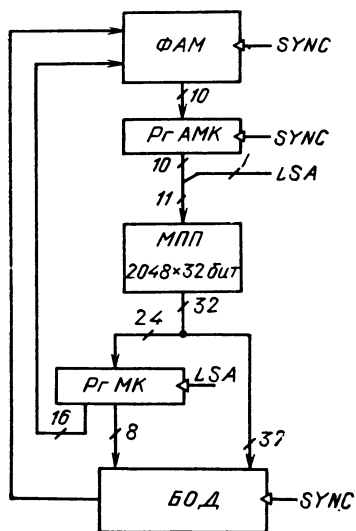 ФАМ
SYNC
10
Рг АМК
SYNC
10
1
LSA
11
МПП
2048×32 бит
32
24
Рг МК
LSA
16
8
32
БОД
SYNC